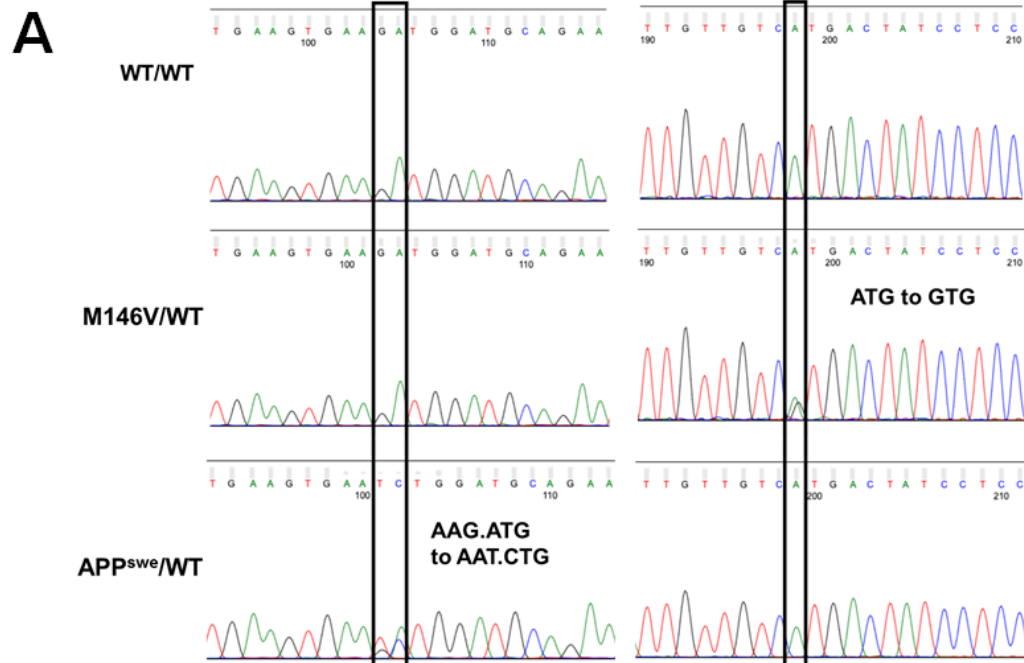 A
T G A A G T G A A G A T G G A T G C A G A A
100 110
T T G T T G T C A T G A C T A T C C T C C
190 200 210
WT/WT
T G A A G T G A A G A T G G A T G C A G A A
100 110
T T G T T G T C A T G A C T A T C C T C C
190 200 210
M146V/WT
ATG to GTG
T G A A G T G A A T C T G G A T G C A G A A
100 110
T T G T T G T C A T G A C T A T C C T C C
200 210
APPswe/WT
AAG.ATG
to AAT.CTG